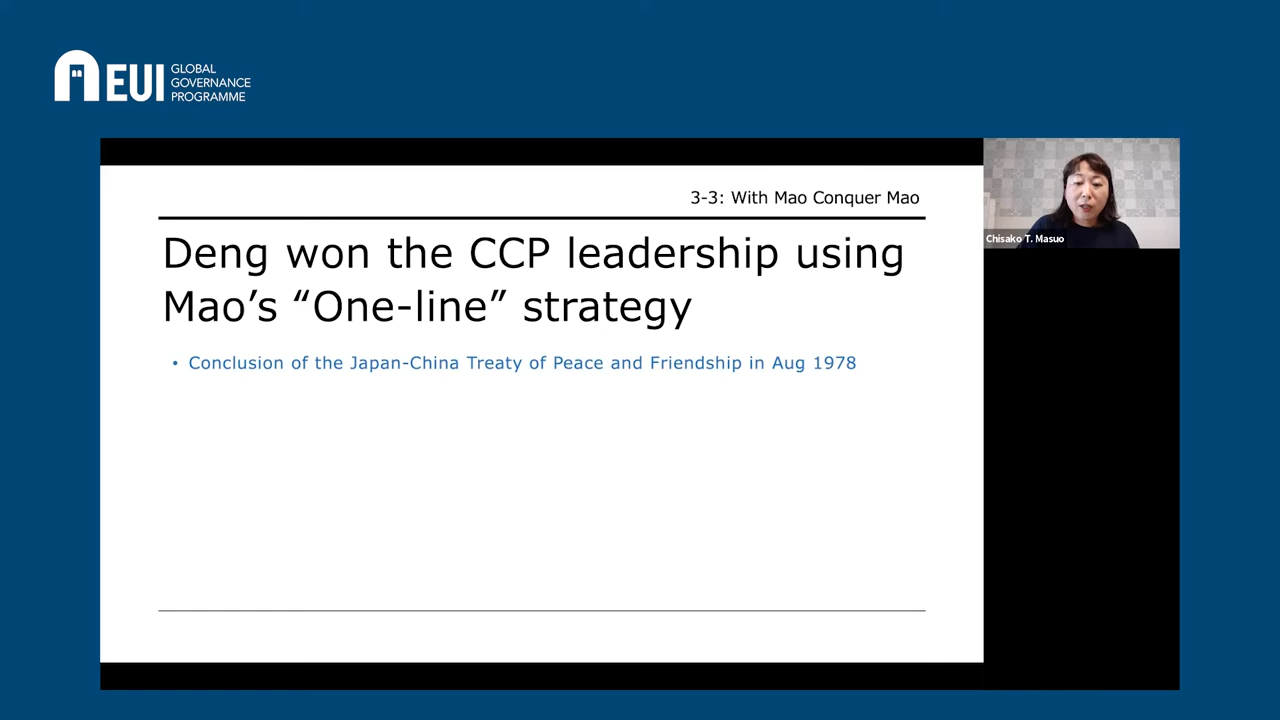 EUI
GLOBAL
GOVERNANCE
PROGRAMME
3-3: With Mao Conquer Mao
Deng won the CCP leadership using
Mao’s “One-line” strategy
• Conclusion of the Japan-China Treaty of Peace and Friendship in Aug 1978
Chisako T. Masuo